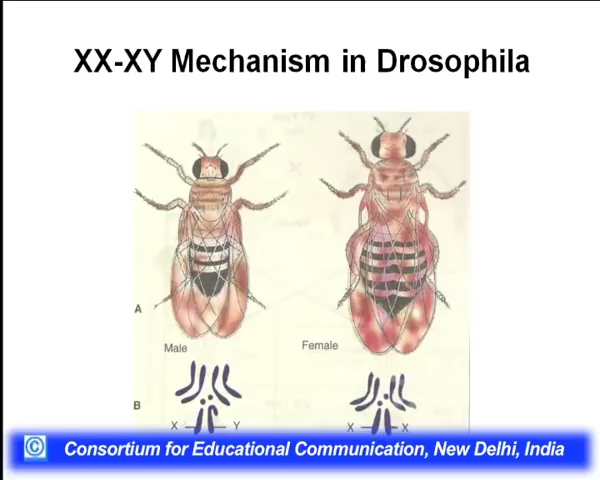 XX-XY Mechanism in Drosophila
A
Male
Female
B
X
Y
X
X
© Consortium for Educational Communication, New Delhi, India